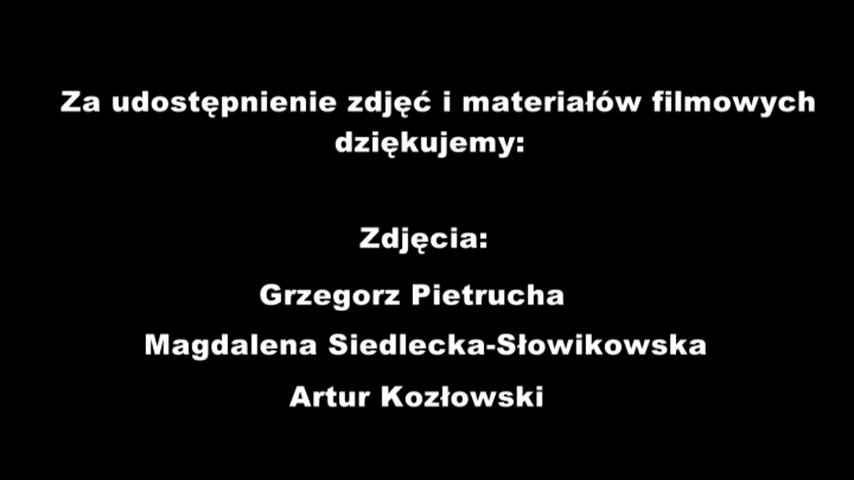 Za udostępnienie zdjęć i materiałów filmowych
dziękujemy:
Zdjęcia:
Grzegorz Pietrucha
Magdalena Siedlecka-Słowikowska
Artur Kozłowski